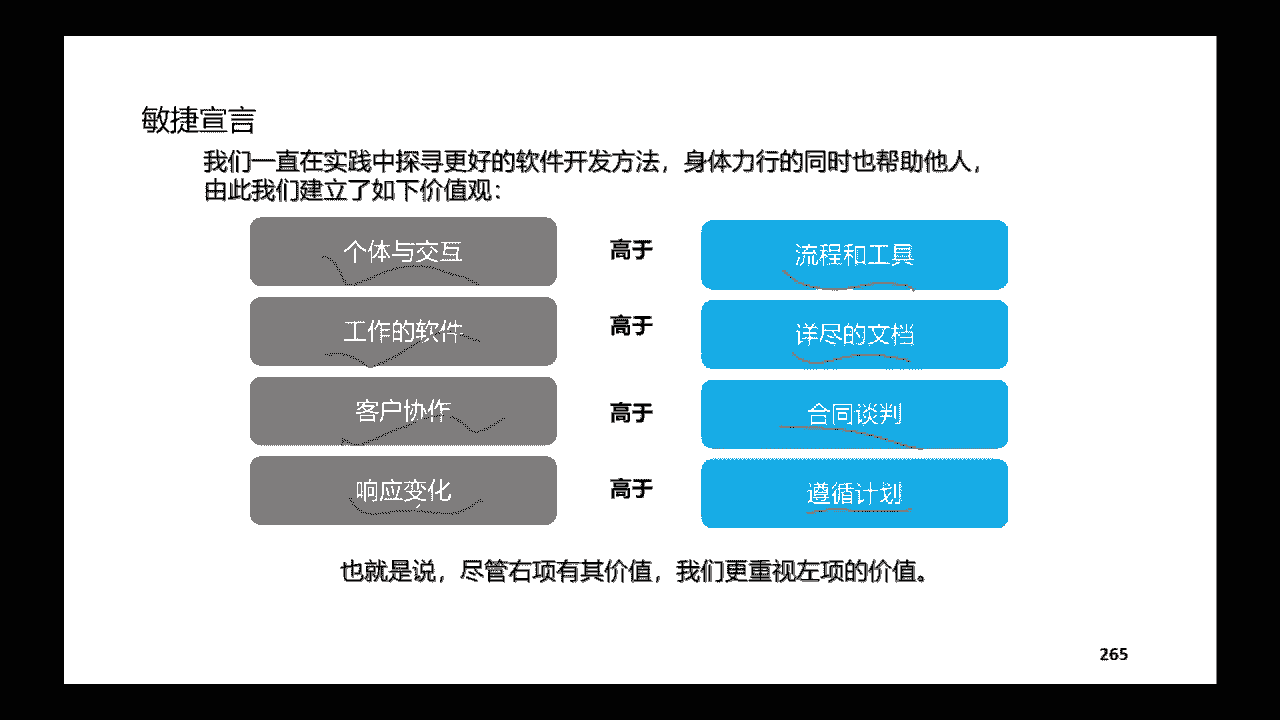 敏捷宣言
我们一直在实践中探寻更好的软件开发方法，身体力行的同时也帮助他人，
由此我们建立了如下价值观：
个体与交互 高于 流程和工具
工作的软件 高于 详尽的文档
客户协作 高于 合同谈判
响应变化 高于 遵循计划
也就是说，尽管右项有其价值，我们更重视左项的价值。
265